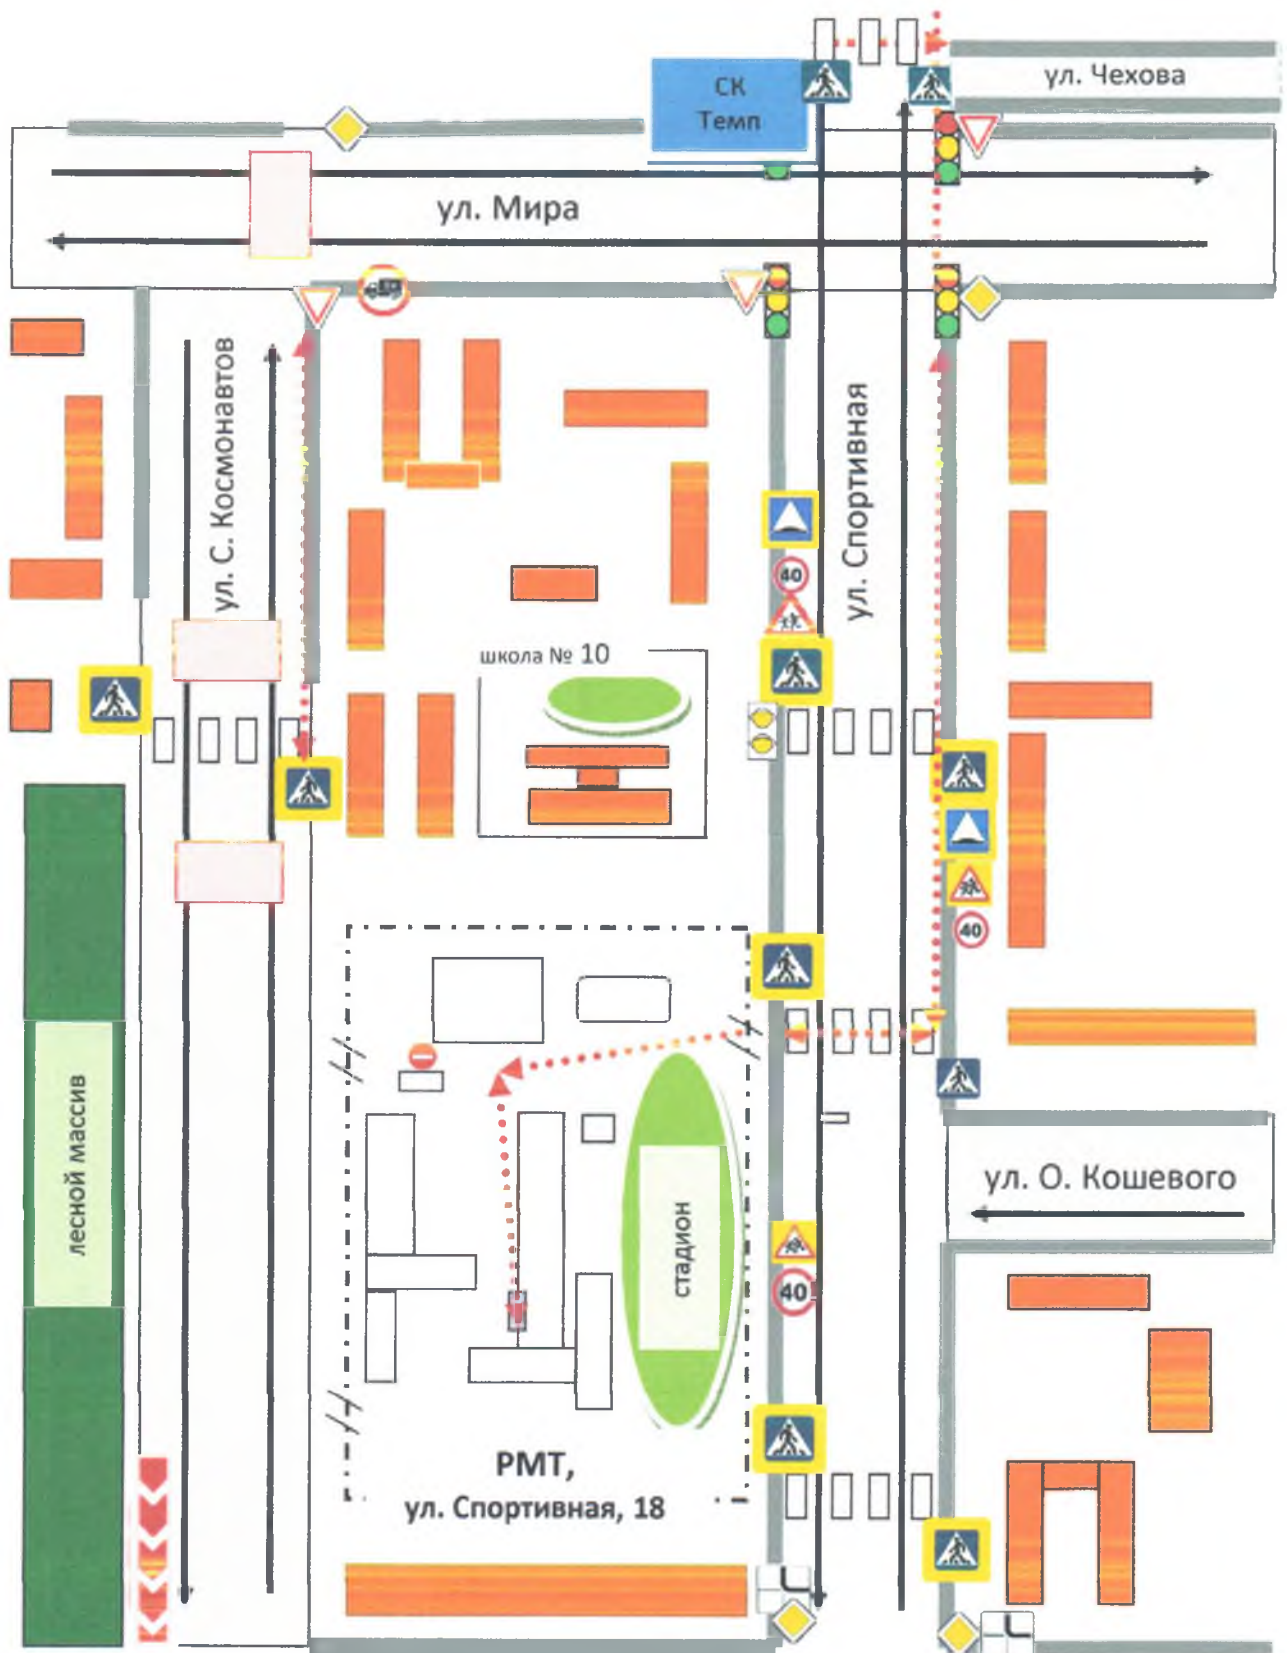 СК
Темп
ул. Чехова
ул. Мира
ул. С. Космонавтов
ул. Спортивная
40
школа № 10
40
лесной массив
ул. О. Кошевого
стадион
40
РМТ,
ул. Спортивная, 18